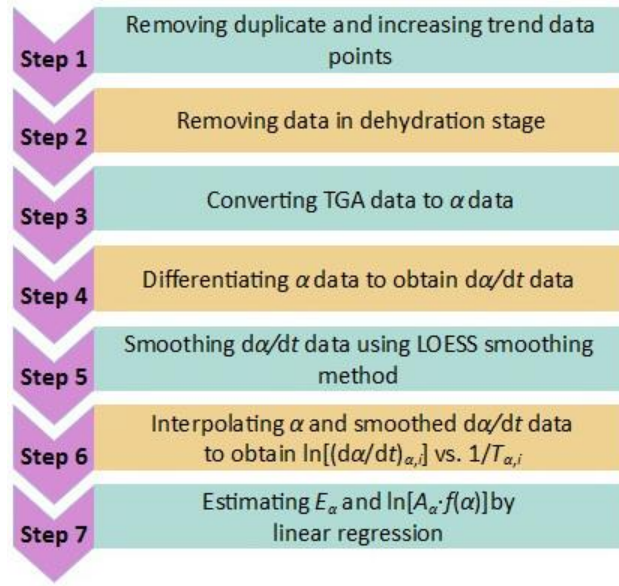 Step 1
Removing duplicate and increasing trend data
points
Step 2
Removing data in dehydration stage
Step 3
Converting TGA data to α data
Step 4
Differentiating α data to obtain dα/dt data
Step 5
Smoothing dα/dt data using LOESS smoothing
method
Step 6
Interpolating α and smoothed dα/dt data
to obtain ln[(dα/dt)α,i] vs. 1/Tα,i
Step 7
Estimating Eα and ln[Aα·f(α)]by
linear regression